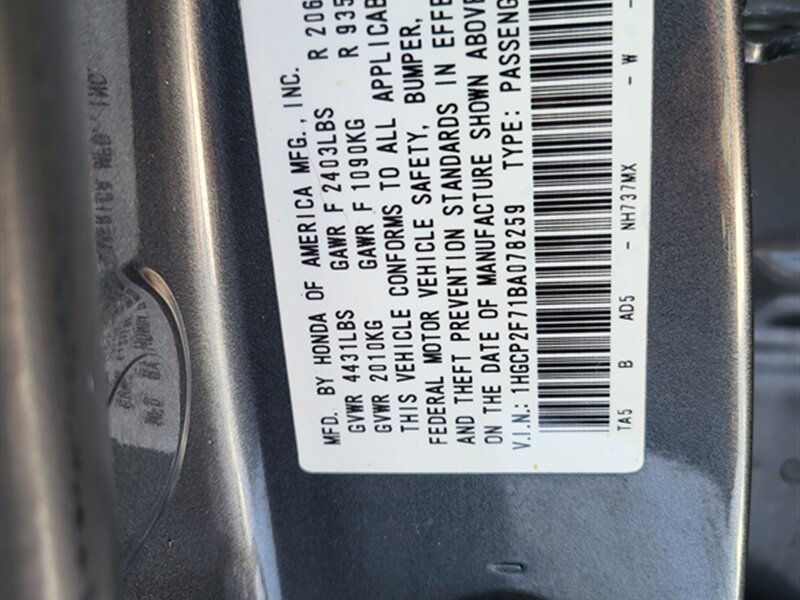 MFD. BY HONDA OF AMERICA MFG., INC.
GVWR 4431LBS GAWR F 2403LBS R 206
GVWR 2010KG GAWR F 1090KG R 935
THIS VEHICLE CONFORMS TO ALL APPLICAB
FEDERAL MOTOR VEHICLE SAFETY, BUMPER,
AND THEFT PREVENTION STANDARDS IN EFFE
ON THE DATE OF MANUFACTURE SHOWN ABOVE
V.I.N.: 1HGCP2F71BA078259 TYPE: PASSENG
TA5 B AD5 - NH737MX - W -